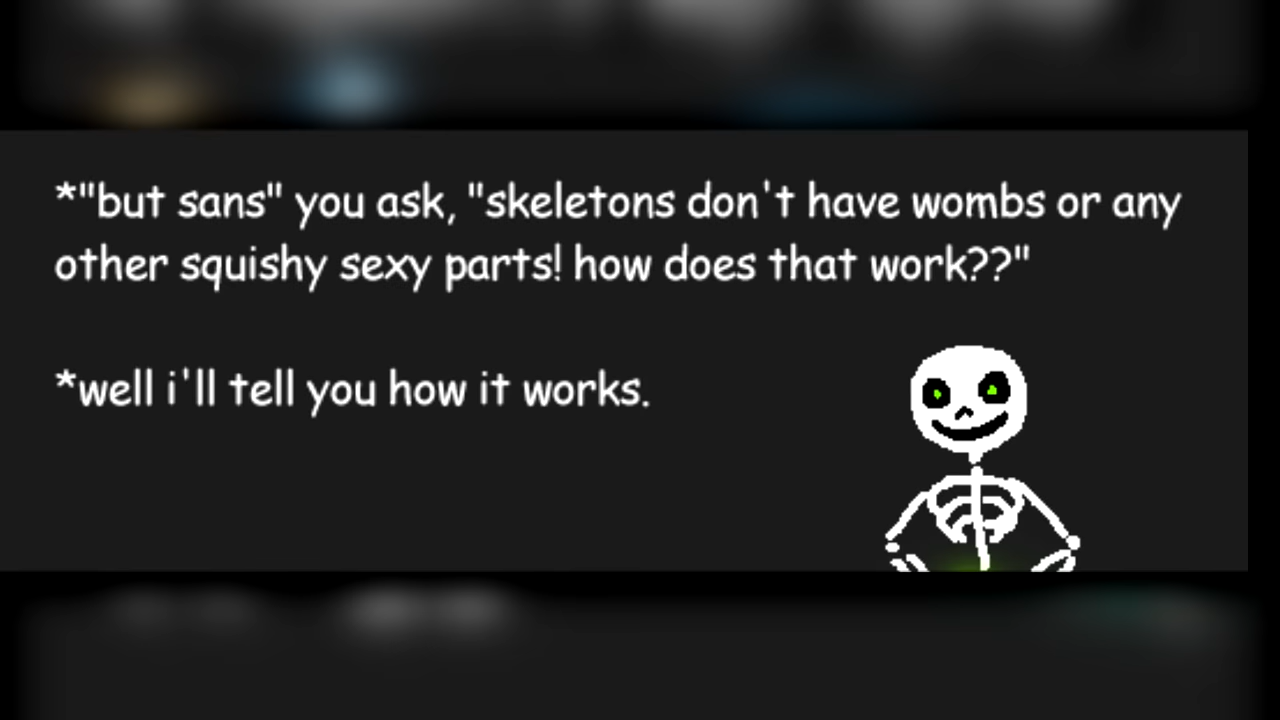 *"but sans" you ask, "skeletons don't have wombs or any
other squishy sexy parts! how does that work??"
*well i'll tell you how it works.